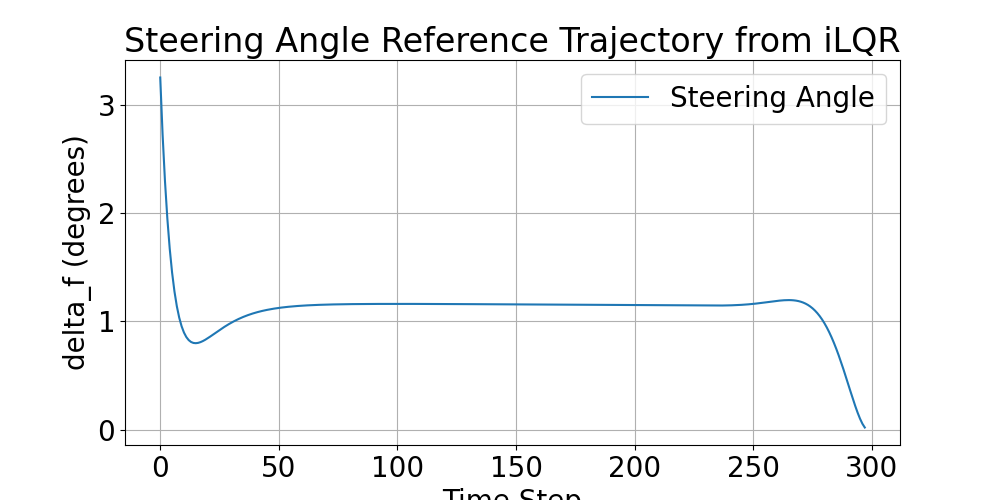 Steering Angle Reference Trajectory from iLQR
Steering Angle
delta_f (degrees)
3
2
1
0
0 50 100 150 200 250 300
Time Step